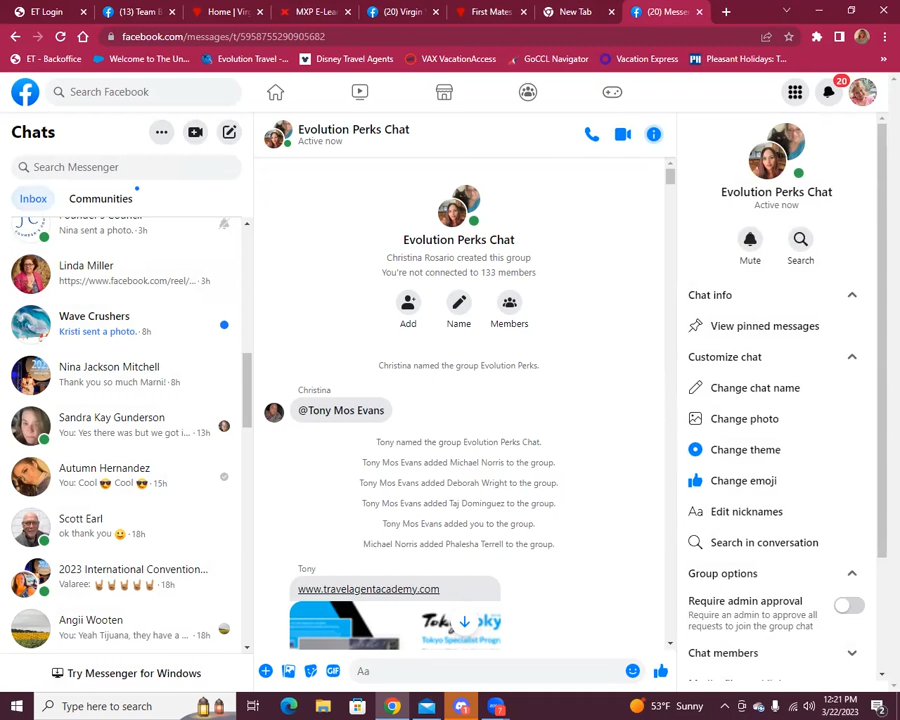 ET Login
(13) Team B
Home | Virg
MXP E-Lea
(20) Virgin
First Mates
New Tab
(20) Messe
facebook.com/messages/t/5958755290905682
ET - Backoffice
Welcome to The Un...
Evolution Travel -...
Disney Travel Agents
VAX VacationAccess
GoCCL Navigator
Vacation Express
Pleasant Holidays: T...
Search Facebook
20
Chats
Search Messenger
Inbox
Communities
Founder's Council
Nina sent a photo. · 3h
Linda Miller
https://www.facebook.com/reel/... · 3h
Wave Crushers
Kristi sent a photo. · 8h
Nina Jackson Mitchell
Thank you so much Marni! · 8h
Sandra Kay Gunderson
You: Yes there was but we got i... · 13h
Autumn Hernandez
You: Cool 😎 Cool 😎 · 15h
Scott Earl
ok thank you 😀 · 18h
2023 International Convention...
Valaree: 🤘🏽🤘🏽🤘🏽🤘🏽🤘🏽 · 18h
Angii Wooten
You: Yeah Tijuana, they have a ... · 18h
Try Messenger for Windows
Evolution Perks Chat
Active now
Evolution Perks Chat
Christina Rosario created this group
You're not connected to 133 members
Add
Name
Members
Christina named the group Evolution Perks.
Christina
@Tony Mos Evans
Tony named the group Evolution Perks Chat.
Tony Mos Evans added Michael Norris to the group.
Tony Mos Evans added Deborah Wright to the group.
Tony Mos Evans added Taj Dominguez to the group.
Tony Mos Evans added you to the group.
Michael Norris added Phalesha Terrell to the group.
Tony
www.travelagentacademy.com
Tokyo Specialist Progr
GIF
Aa
Evolution Perks Chat
Active now
Mute
Search
Chat info
View pinned messages
Customize chat
Change chat name
Change photo
Change theme
Change emoji
Aa Edit nicknames
Search in conversation
Group options
Require admin approval
Require an admin to approve all
requests to join the group chat
Chat members
Type here to search
53°F Sunny
12:21 PM
3/22/2023